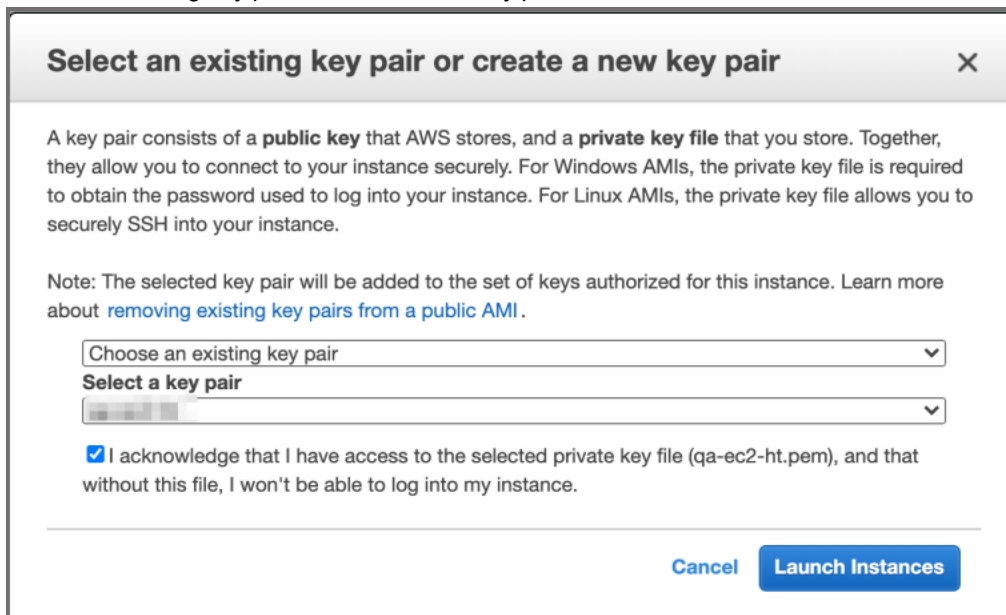 Select an existing key pair or create a new key pair
A key pair consists of a public key that AWS stores, and a private key file that you store. Together,
they allow you to connect to your instance securely. For Windows AMIs, the private key file is required
to obtain the password used to log into your instance. For Linux AMIs, the private key file allows you to
securely SSH into your instance.
Note: The selected key pair will be added to the set of keys authorized for this instance. Learn more
about removing existing key pairs from a public AMI.
Choose an existing key pair
Select a key pair
I acknowledge that I have access to the selected private key file (qa-ec2-ht.pem), and that
without this file, I won't be able to log into my instance.
Cancel Launch Instances